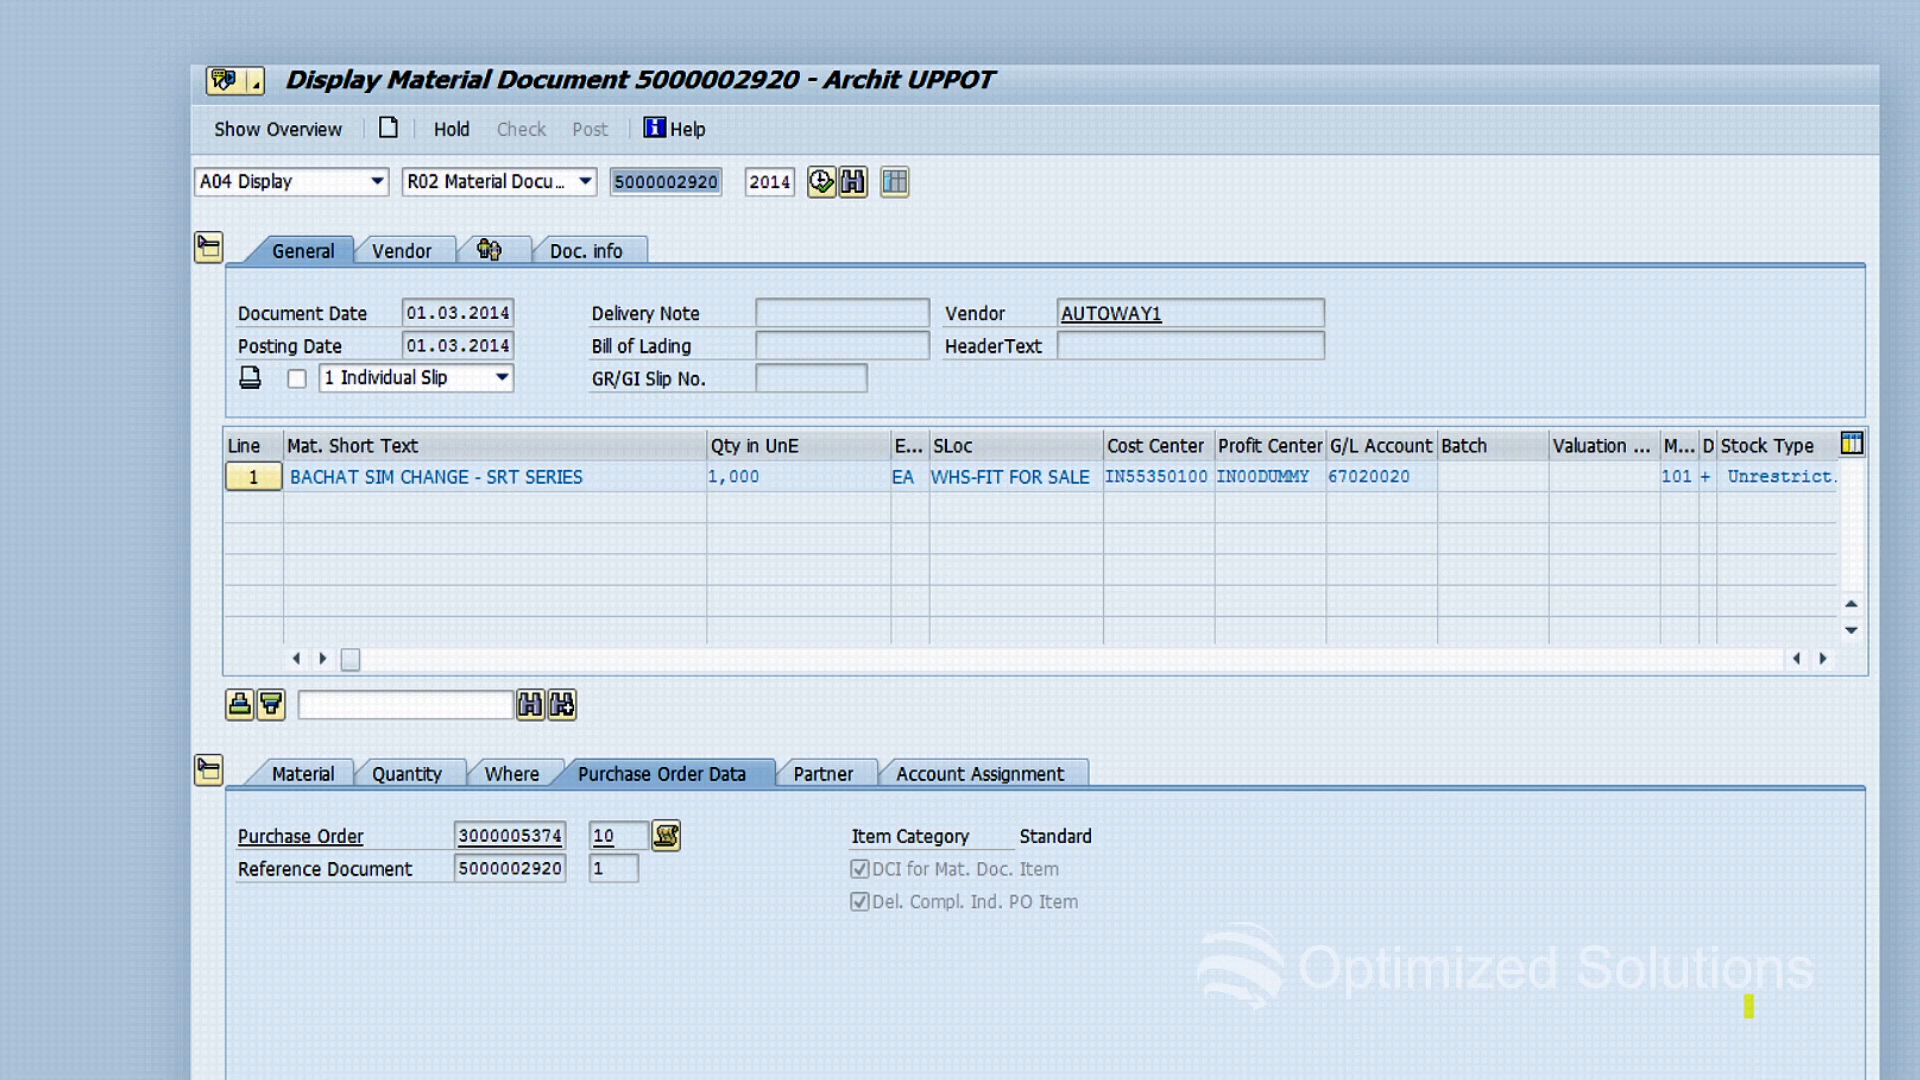 Display Material Document 5000002920 - Archit UPPOT
Show Overview Hold Check Post Help
A04 Display R02 Material Docu... 5000002920 2014
General Vendor Doc. info
Document Date 01.03.2014 Delivery Note Vendor AUTOWAY1
Posting Date 01.03.2014 Bill of Lading HeaderText
1 Individual Slip GR/GI Slip No.
Line Mat. Short Text Qty in UnE E... SLoc Cost Center Profit Center G/L Account Batch Valuation ... M... D Stock Type
1 BACHAT SIM CHANGE - SRT SERIES 1,000 EA WHS-FIT FOR SALE IN55350100 IN00DUMMY 67020020 101 + Unrestrict.
Material Quantity Where Purchase Order Data Partner Account Assignment
Purchase Order 3000005374 10 Item Category Standard
Reference Document 5000002920 1 DCI for Mat. Doc. Item
Del. Compl. Ind. PO Item
Optimized Solutions